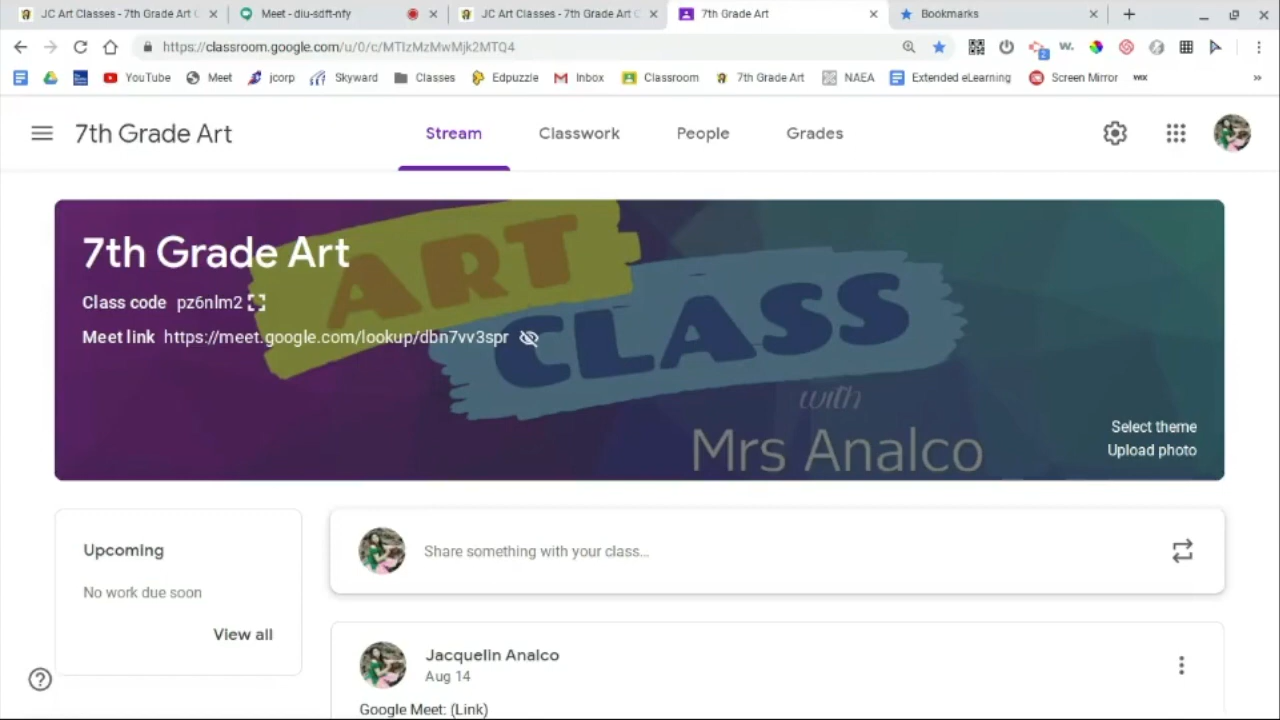 JC Art Classes - 7th Grade Art C
Meet - diu-sdft-nfy
JC Art Classes - 7th Grade Art C
7th Grade Art
Bookmarks
https://classroom.google.com/u/0/c/MTIzMzMwMjk2MTQ4
W.
2
YouTube
Meet
jcorp
Skyward
Classes
Edpuzzle
Inbox
Classroom
7th Grade Art
NAEA
Extended eLearning
Screen Mirror
WIX
»
7th Grade Art
Stream
Classwork
People
Grades
7th Grade Art
Class code pz6nlm2
Meet link https://meet.google.com/lookup/dbn7vv3spr
ART
CLASS
with
Mrs Analco
Select theme
Upload photo
Upcoming
No work due soon
View all
Share something with your class...
Jacquelin Analco
Aug 14
Google Meet: (Link)